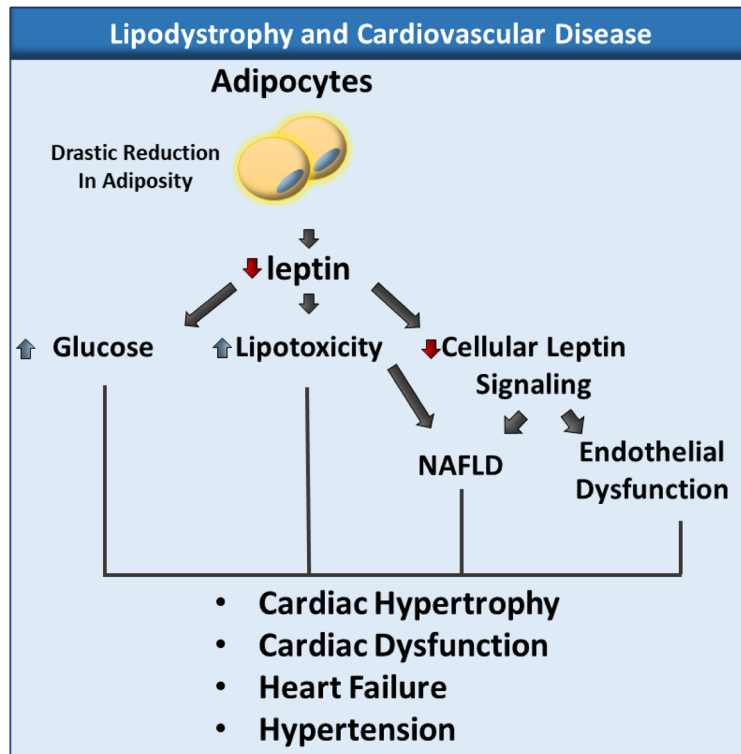 Lipodystrophy and Cardiovascular Disease
Adipocytes
Drastic Reduction
In Adiposity
leptin
Glucose
Lipotoxicity
Cellular Leptin
Signaling
NAFLD
Endothelial
Dysfunction
• Cardiac Hypertrophy
• Cardiac Dysfunction
• Heart Failure
• Hypertension